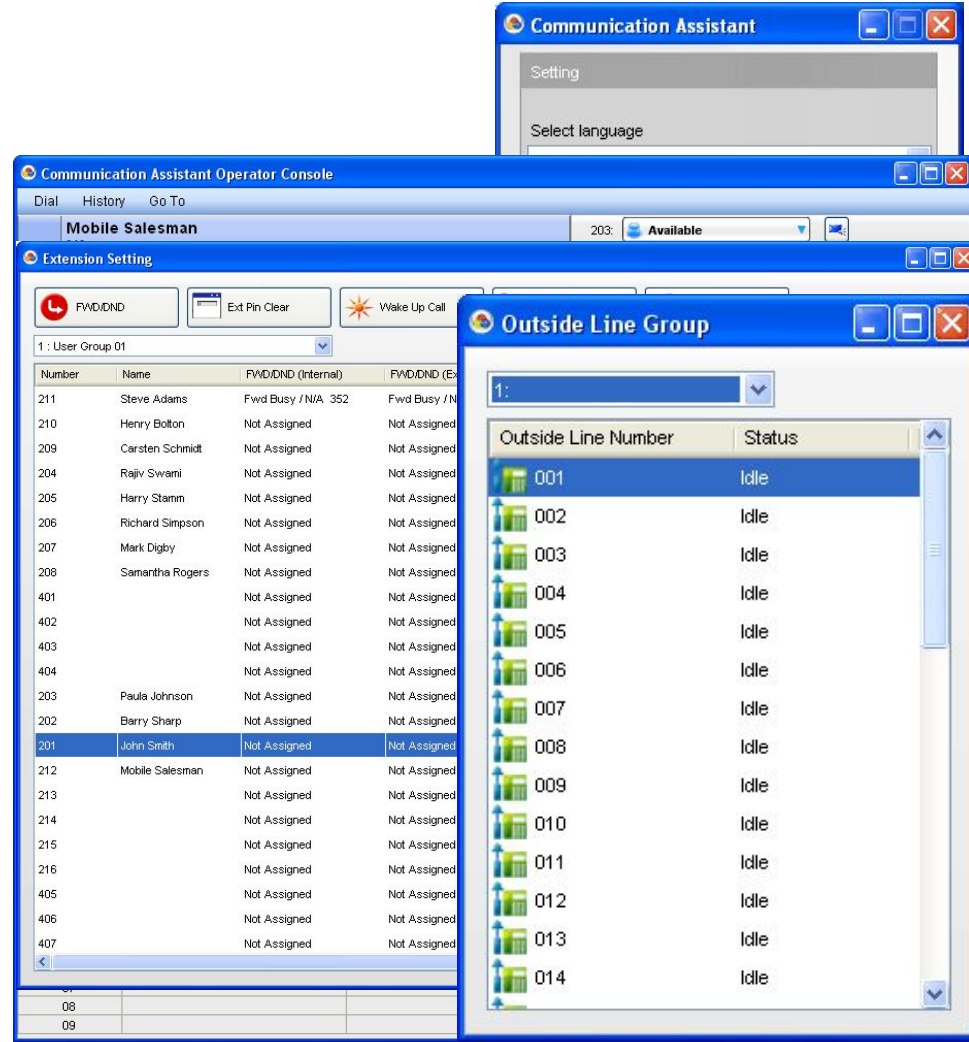 Communication Assistant
Setting
Select language
Communication Assistant Operator Console
Dial History Go To
Mobile Salesman
203: Available
Extension Setting
FWD/DND Ext Pin Clear Wake Up Call
1 : User Group 01
Number Name FWD/DND (Internal) FWD/DND (Ex
211 Steve Adams Fwd Busy / N/A 352 Fwd Busy / N
210 Henry Bolton Not Assigned Not Assigned
209 Carsten Schmidt Not Assigned Not Assigned
204 Rajiv Swami Not Assigned Not Assigned
205 Harry Stamm Not Assigned Not Assigned
206 Richard Simpson Not Assigned Not Assigned
207 Mark Digby Not Assigned Not Assigned
208 Samantha Rogers Not Assigned Not Assigned
401 Not Assigned Not Assigned
402 Not Assigned Not Assigned
403 Not Assigned Not Assigned
404 Not Assigned Not Assigned
203 Paula Johnson Not Assigned Not Assigned
202 Barry Sharp Not Assigned Not Assigned
201 John Smith Not Assigned Not Assigned
212 Mobile Salesman Not Assigned Not Assigned
213 Not Assigned Not Assigned
214 Not Assigned Not Assigned
215 Not Assigned Not Assigned
216 Not Assigned Not Assigned
405 Not Assigned Not Assigned
406 Not Assigned Not Assigned
407 Not Assigned Not Assigned
08
09
Outside Line Group
1:
Outside Line Number Status
001 Idle
002 Idle
003 Idle
004 Idle
005 Idle
006 Idle
007 Idle
008 Idle
009 Idle
010 Idle
011 Idle
012 Idle
013 Idle
014 Idle